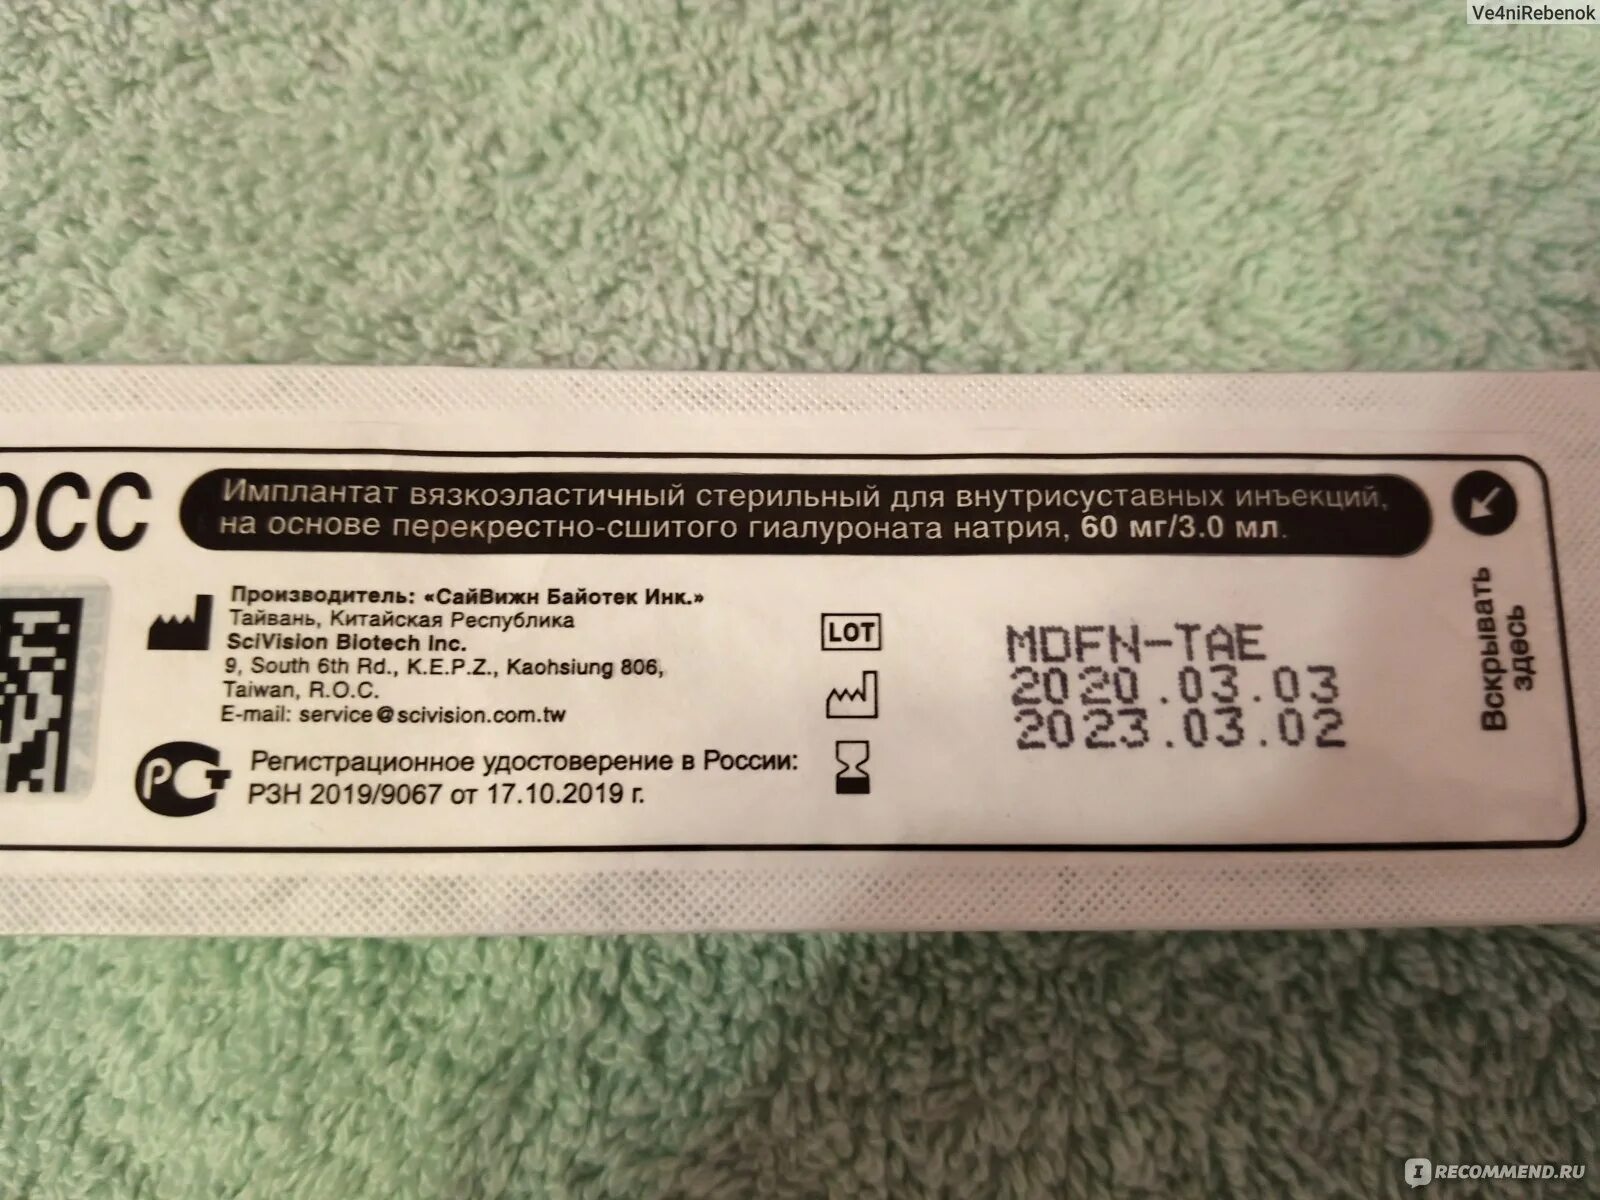 Ve4niRebenok
Имплантат вязкоэластичный стерильный для внутрисуставных инъекций,
на основе перекрестно-сшитого гиалуроната натрия, 60 мг/3.0 мл.
Производитель: «СайВижн Байотек Инк.»
Тайвань, Китайская Республика
SciVision Biotech Inc.
9, South 6th Rd., K.E.P.Z., Kaohsiung 806,
Taiwan, R.O.C.
E-mail: service@scivision.com.tw
Регистрационное удостоверение в России:
РЗН 2019/9067 от 17.10.2019 г.
LOT
MDFN-TAE
2020.03.03
2023.03.02
Вскрывать
здесь
IRECOMMEND.RU